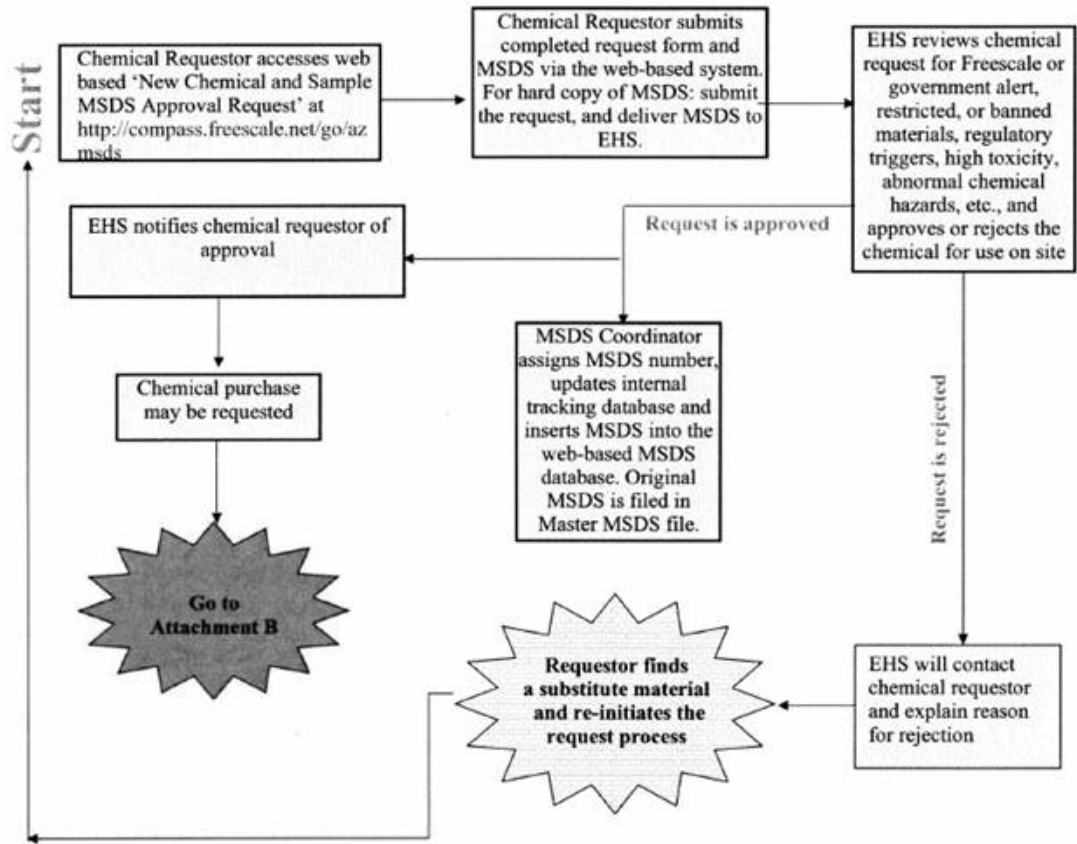 Start
Chemical Requestor accesses web
based ‘New Chemical and Sample
MSDS Approval Request’ at
http://compass.freescale.net/go/az
msds
Chemical Requestor submits
completed request form and
MSDS via the web-based system.
For hard copy of MSDS: submit
the request, and deliver MSDS to
EHS.
EHS reviews chemical
request for Freescale or
government alert,
restricted, or banned
materials, regulatory
triggers, high toxicity,
abnormal chemical
hazards, etc., and
approves or rejects the
chemical for use on site
Request is approved
EHS notifies chemical requestor of
approval
Chemical purchase
may be requested
Go to
Attachment B
MSDS Coordinator
assigns MSDS number,
updates internal
tracking database and
inserts MSDS into the
web-based MSDS
database. Original
MSDS is filed in
Master MSDS file.
Request is rejected
EHS will contact
chemical requestor
and explain reason
for rejection
Requestor finds
a substitute material
and re-initiates the
request process